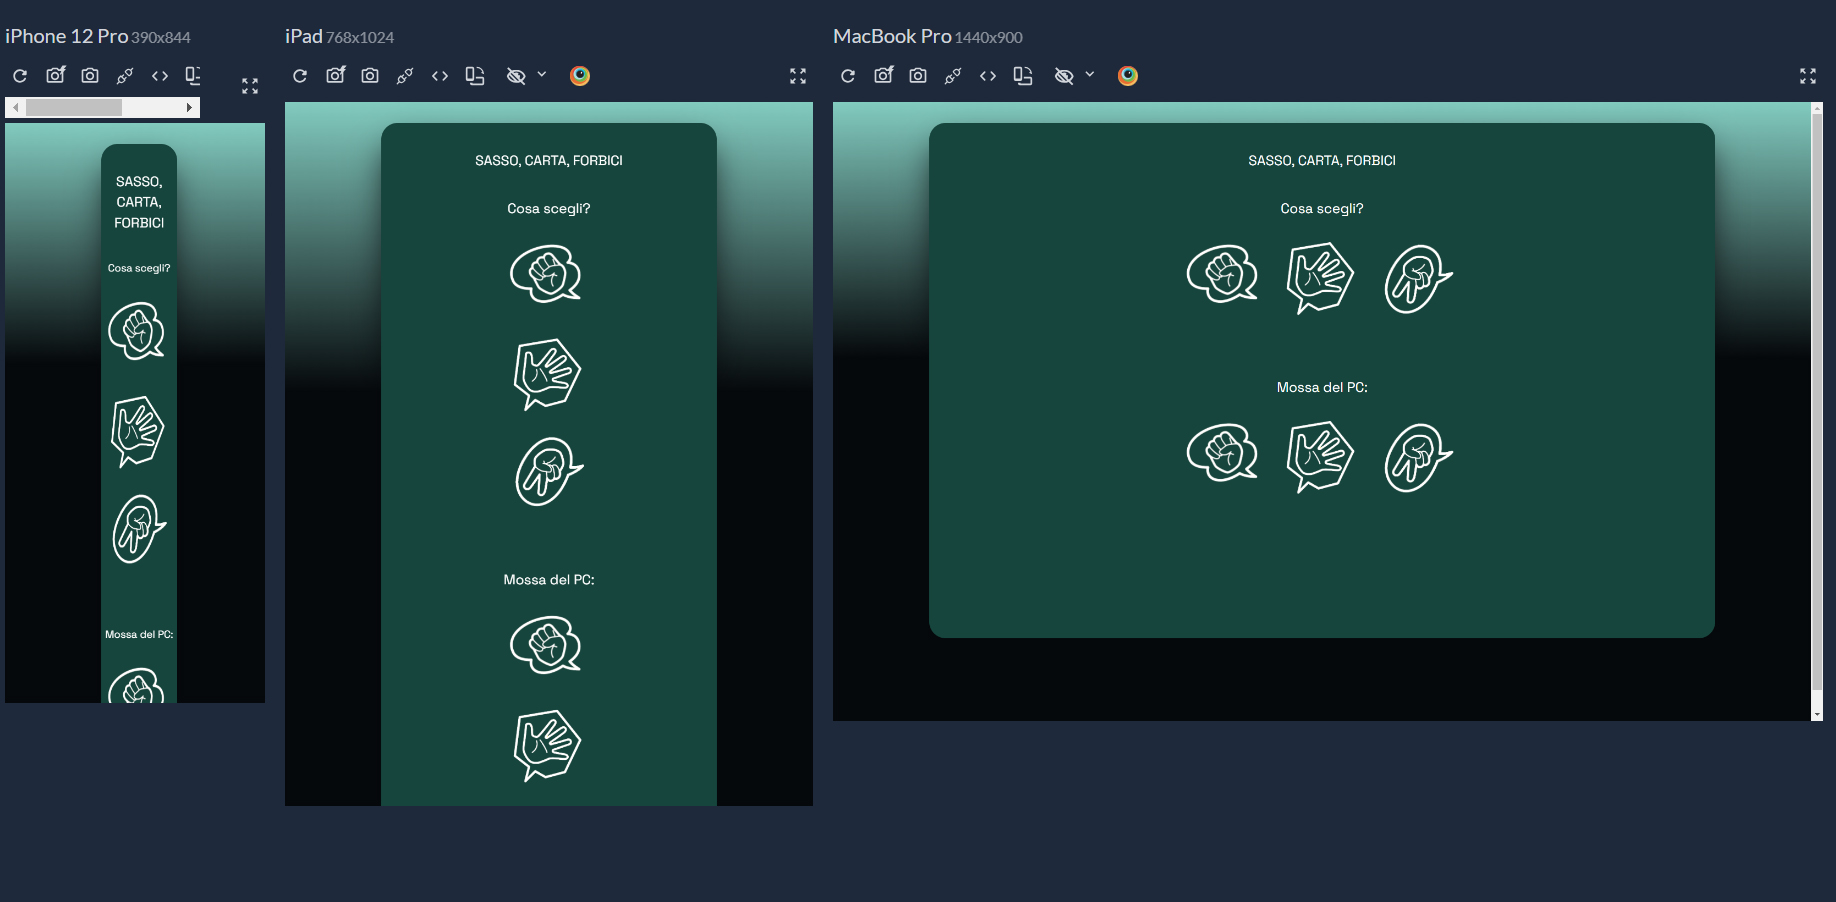 iPhone 12 Pro 390x844
SASSO,
CARTA,
FORBICI
Cosa scegli?
Mossa del PC:
iPad 768x1024
SASSO, CARTA, FORBICI
Cosa scegli?
Mossa del PC:
MacBook Pro 1440x900
SASSO, CARTA, FORBICI
Cosa scegli?
Mossa del PC: